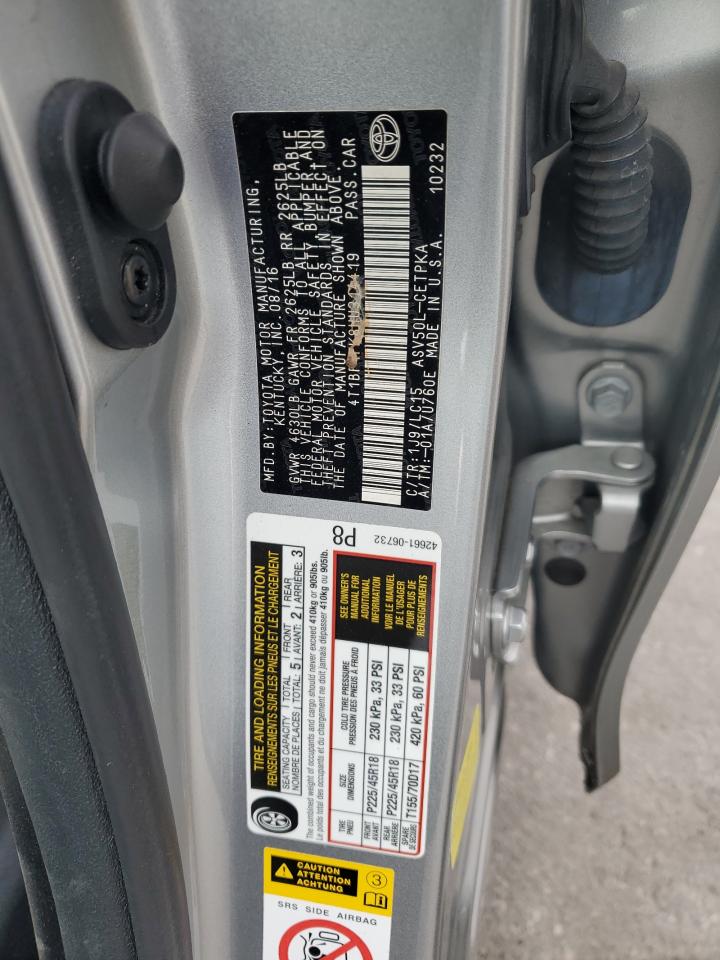 MFD.BY:TOYOTA MOTOR MANUFACTURING,
KENTUCKY, INC. 08/16
GVWR 4630LB GAWR FR 2625LB RR 2625LB
THIS VEHICLE CONFORMS TO ALL APPLICABLE
FEDERAL MOTOR VEHICLE SAFETY, BUMPER, AND
THEFT PREVENTION STANDARDS IN EFFECT ON
THE DATE OF MANUFACTURE SHOWN ABOVE.
PASS.CAR
C/TR:1J9/LC15 ASV50L-CETPKA
A/TM:-01A/U760E MADE IN U.S.A. 10232
TIRE AND LOADING INFORMATION
RENSEIGNEMENTS SUR LES PNEUS ET LE CHARGEMENT
SEATING CAPACITY TOTAL 5 FRONT 2 REAR 3
NOMBRE DE PLACES TOTAL: AVANT: ARRIÈRE:
The combined weight of occupants and cargo should never exceed 410kg or 905lbs.
Le poids total des occupants et du chargement ne doit jamais dépasser 410kg ou 905lb.
TIRE SIZE COLD TIRE PRESSURE
PNEU DIMENSIONS PRESSION DES PNEUS À FROID
FRONT
AVANT P225/45R18 230 kPa, 33 PSI
REAR
ARRIÈRE P225/45R18 230 kPa, 33 PSI
SPARE
DE SECOURS T155/70D17 420 kPa, 60 PSI
SEE OWNER'S
MANUAL FOR
ADDITIONAL
INFORMATION
VOIR LE MANUEL
DE L'USAGER
POUR PLUS DE
RENSEIGNEMENTS
P8
42661-06732
CAUTION
ATTENTION
ACHTUNG
3
SRS SIDE AIRBAG